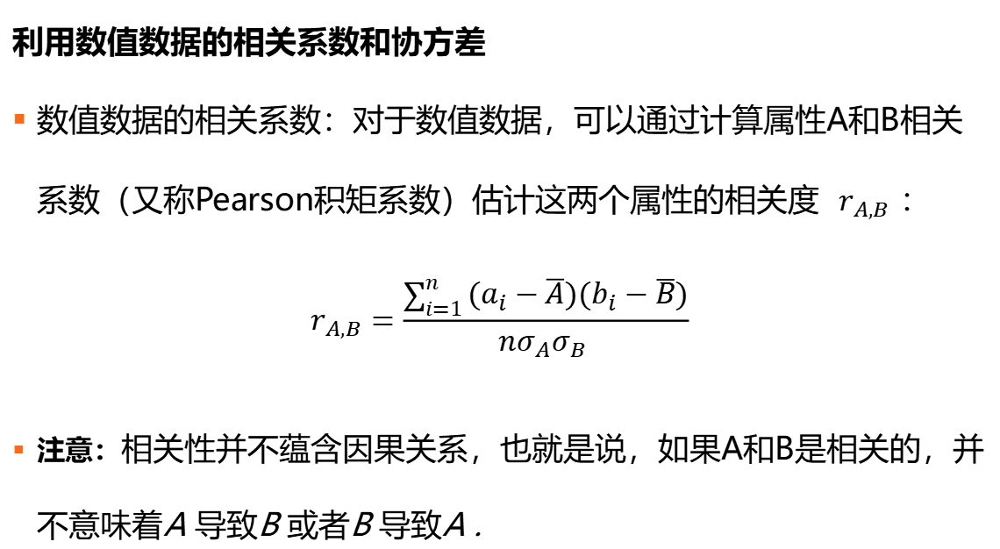 利用数值数据的相关系数和协方差
▪ 数值数据的相关系数：对于数值数据，可以通过计算属性A和B相关
系数（又称Pearson积矩系数）估计这两个属性的相关度 r_{A,B}：
r_{A,B} = \frac{\sum_{i=1}^{n}(a_i - \overline{A})(b_i - \overline{B})}{nσ_Aσ_B}
▪ 注意：相关性并不蕴含因果关系，也就是说，如果A和B是相关的，并
不意味着A 导致B 或者B 导致A .